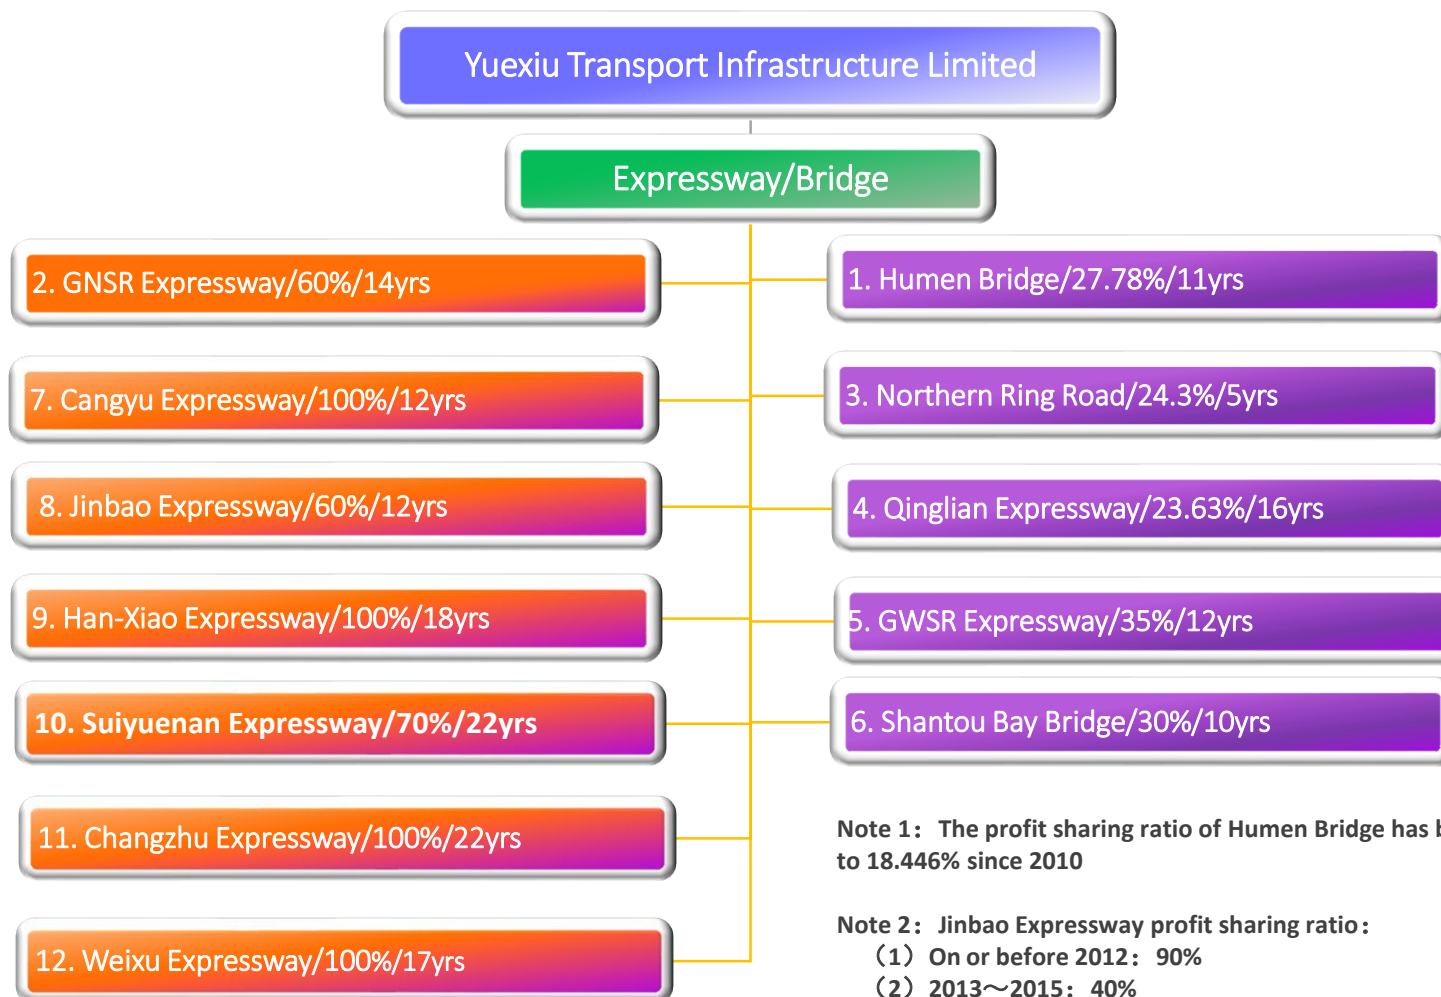 Yuexiu Transport Infrastructure Limited
Expressway/Bridge
2. GNSR Expressway/60%/14yrs
7. Cangyu Expressway/100%/12yrs
8. Jinbao Expressway/60%/12yrs
9. Han-Xiao Expressway/100%/18yrs
10. Suiyuenan Expressway/70%/22yrs
11. Changzhu Expressway/100%/22yrs
12. Weixu Expressway/100%/17yrs
1. Humen Bridge/27.78%/11yrs
3. Northern Ring Road/24.3%/5yrs
4. Qinglian Expressway/23.63%/16yrs
5. GWSR Expressway/35%/12yrs
6. Shantou Bay Bridge/30%/10yrs
Note 1：The profit sharing ratio of Humen Bridge has
to 18.446% since 2010
Note 2：Jinbao Expressway profit sharing ratio：
（1）On or before 2012：90%
（2）2013～2015：40%